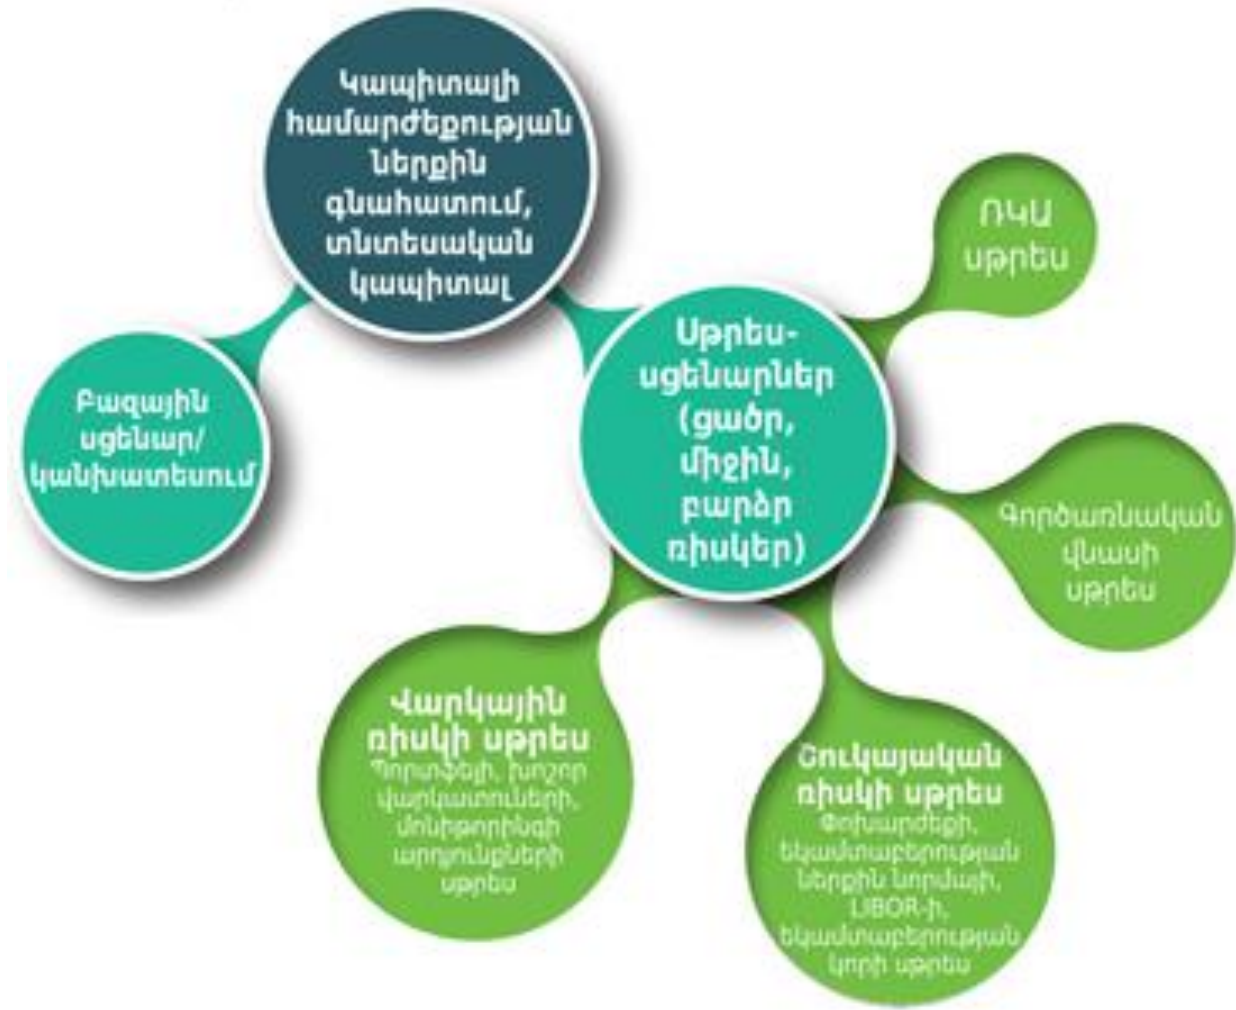 Կապիտալի
համարժեքության
ներքին
գնահատում,
տնտեսական
կապիտալ
Բազային
սցենար/
կանխատեսում
Սթրես-
սցենարներ
(ցածր,
միջին,
բարձր
ռիսկեր)
ՌԿԱ
սթրես
Գործառնական
վնասի
սթրես
Վարկային
ռիսկի սթրես
Պորտֆելի, խոշոր
վարկատուների,
մոնիթորինգի
արդյունքների
սթրես
Շուկայական
ռիսկի սթրես
Փոխարժեքի,
եկամտաբերության
ներքին նորմայի,
LIBOR-ի,
եկամտաբերության
կորի սթրես